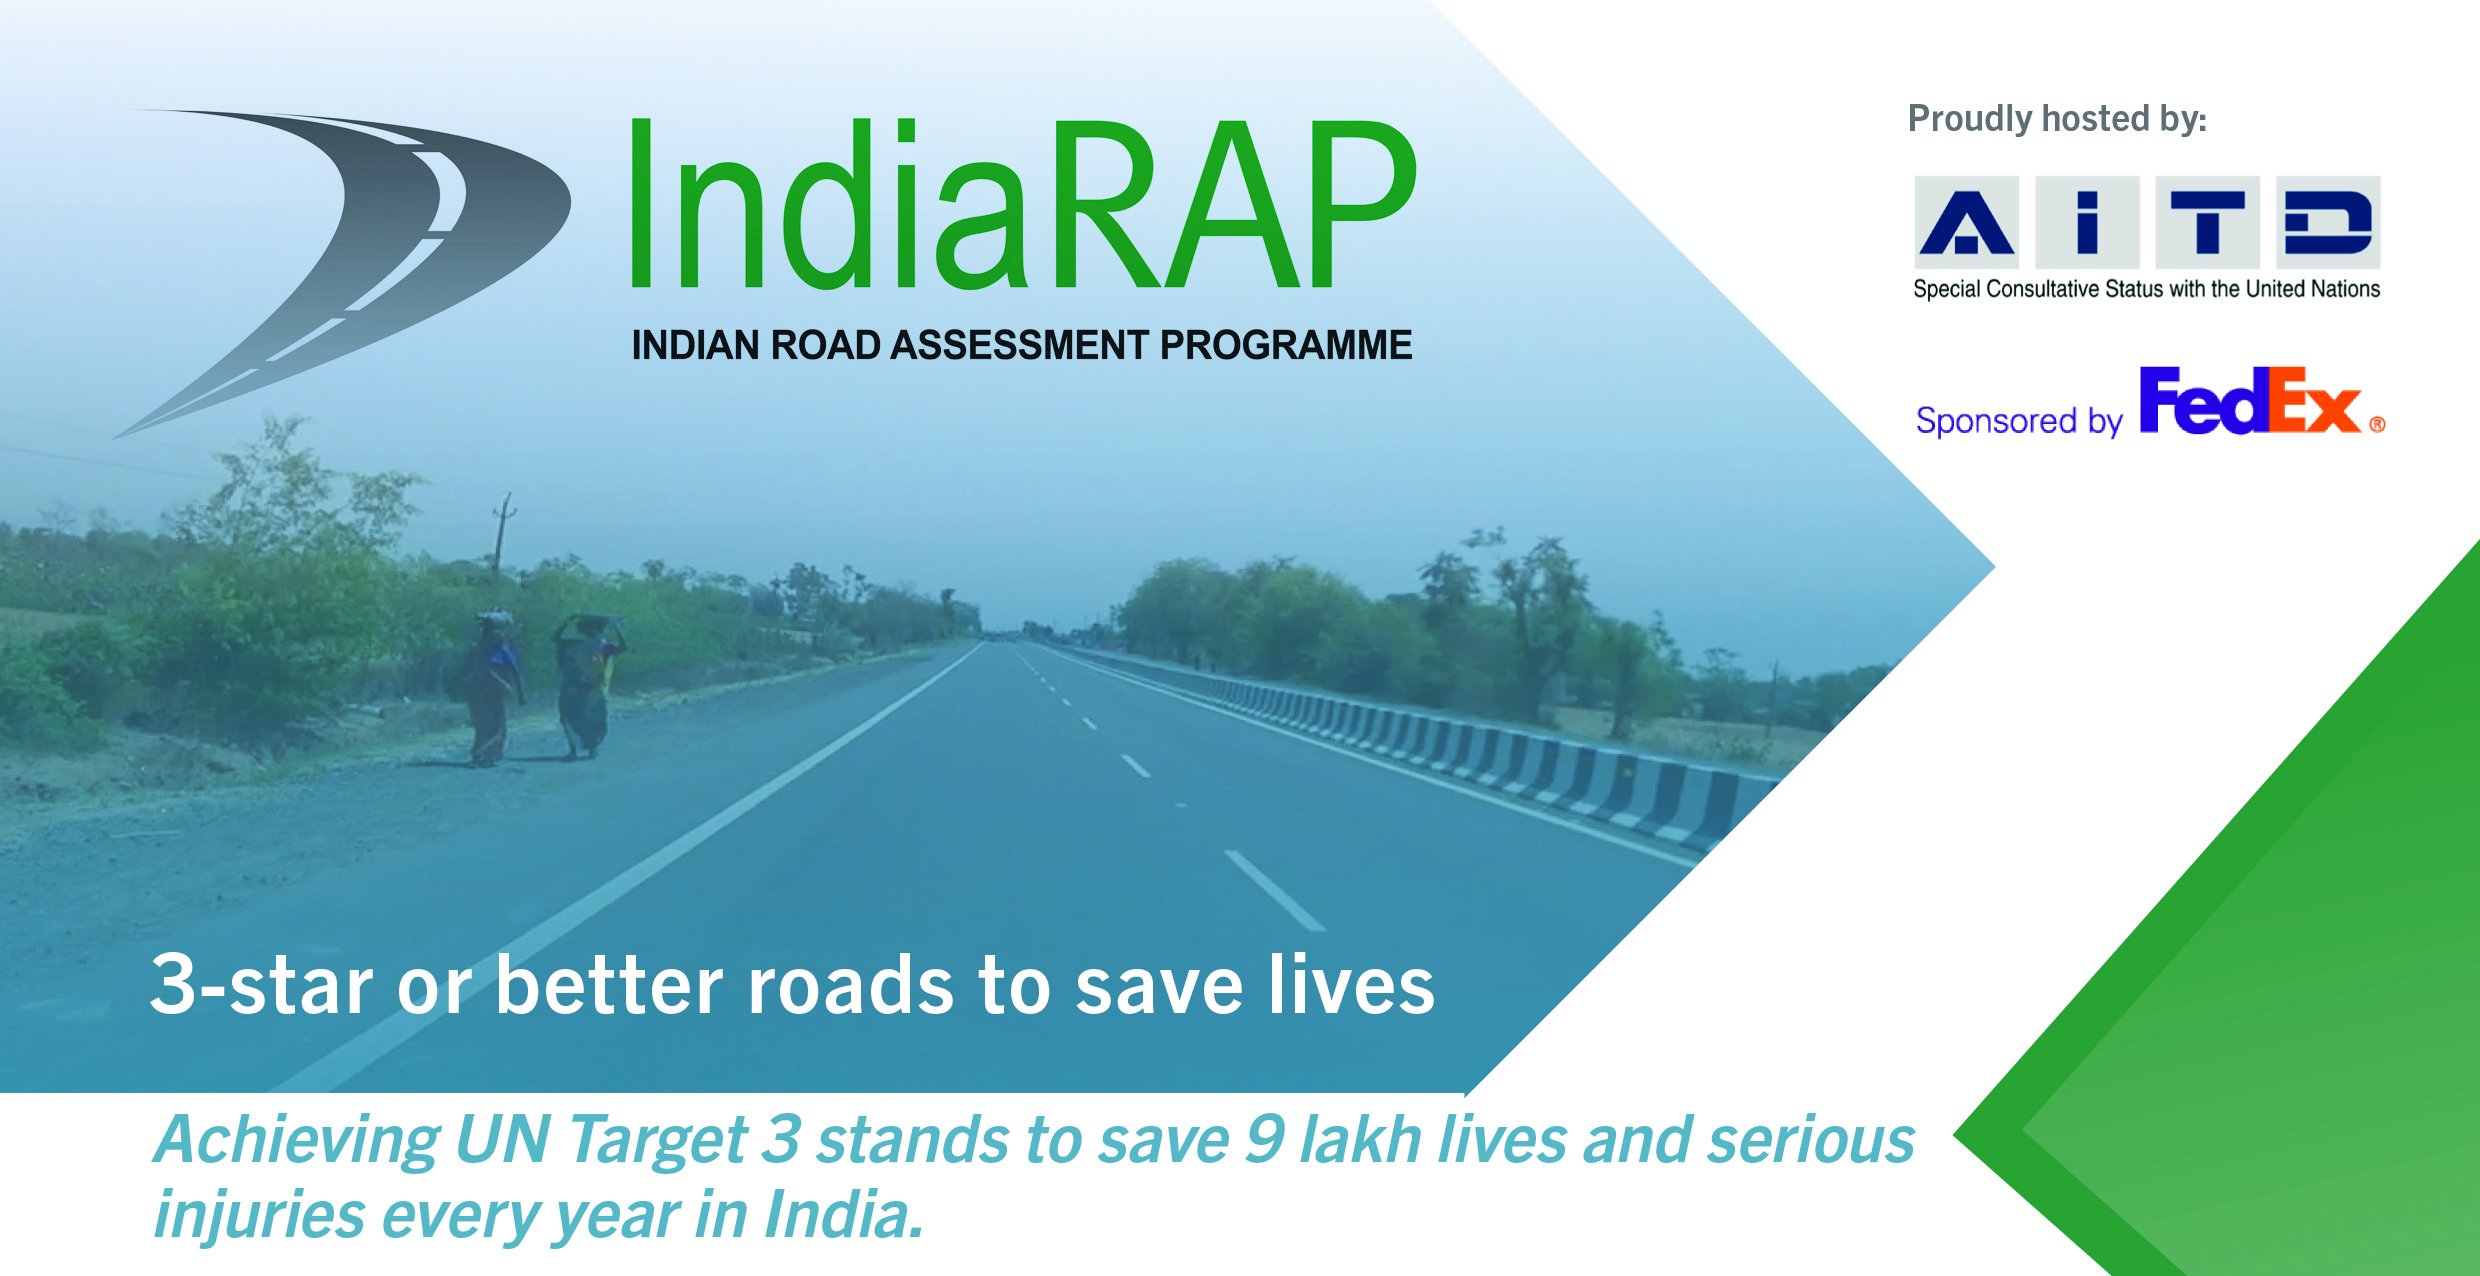 IndiaRAP
INDIAN ROAD ASSESSMENT PROGRAMME
Proudly hosted by:
AiTD
Special Consultative Status with the United Nations
Sponsored by FedEx®
3-star or better roads to save lives
Achieving UN Target 3 stands to save 9 lakh lives and serious
injuries every year in India.